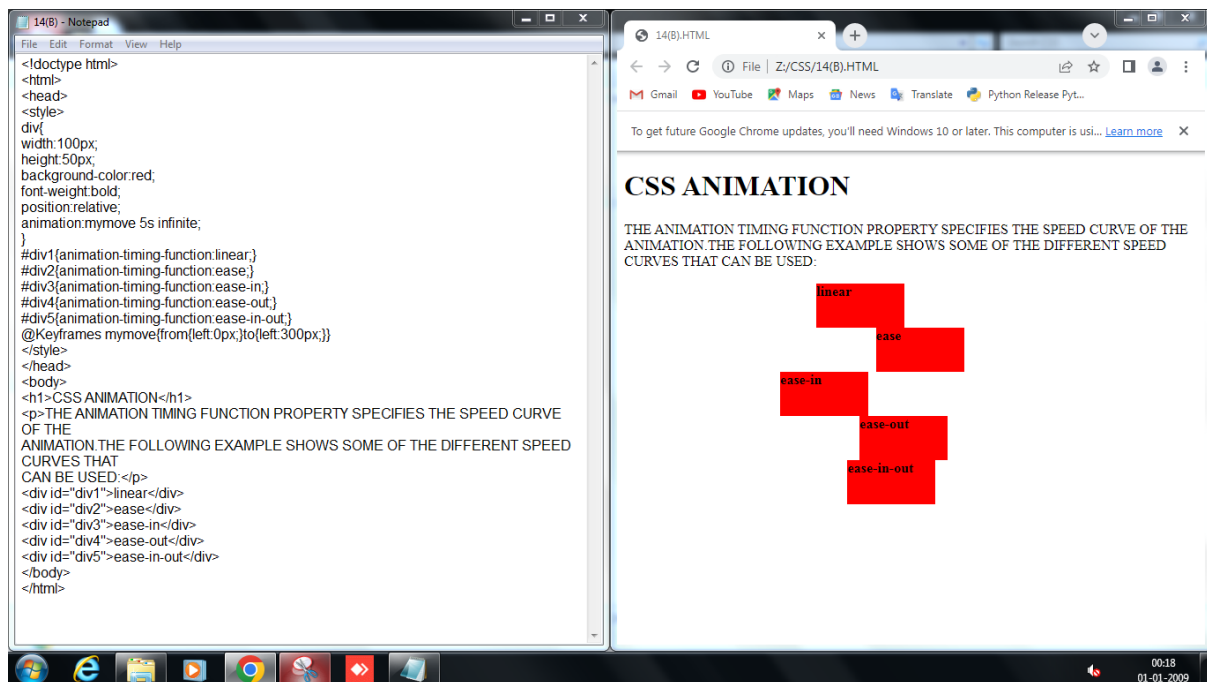 14(B) - Notepad
File Edit Format View Help
<!doctype html>
<html>
<head>
<style>
div{
width:100px;
height:50px;
background-color:red;
font-weight:bold;
position:relative;
animation:mymove 5s infinite;
}
#div1{animation-timing-function:linear;}
#div2{animation-timing-function:ease;}
#div3{animation-timing-function:ease-in;}
#div4{animation-timing-function:ease-out;}
#div5{animation-timing-function:ease-in-out;}
@Keyframes mymove{from{left:0px;}to{left:300px;}}
</style>
</head>
<body>
<h1>CSS ANIMATION</h1>
<p>THE ANIMATION TIMING FUNCTION PROPERTY SPECIFIES THE SPEED CURVE
OF THE
ANIMATION.THE FOLLOWING EXAMPLE SHOWS SOME OF THE DIFFERENT SPEED
CURVES THAT
CAN BE USED:</p>
<div id="div1">linear</div>
<div id="div2">ease</div>
<div id="div3">ease-in</div>
<div id="div4">ease-out</div>
<div id="div5">ease-in-out</div>
</body>
</html>
14(B).HTML
File Z:/CSS/14(B).HTML
Gmail YouTube Maps News Translate Python Release Pyt...
To get future Google Chrome updates, you'll need Windows 10 or later. This computer is usi... Learn more
CSS ANIMATION
THE ANIMATION TIMING FUNCTION PROPERTY SPECIFIES THE SPEED CURVE OF THE
ANIMATION.THE FOLLOWING EXAMPLE SHOWS SOME OF THE DIFFERENT SPEED
CURVES THAT CAN BE USED:
linear
ease
ease-in
ease-out
ease-in-out
00:18
01-01-2009